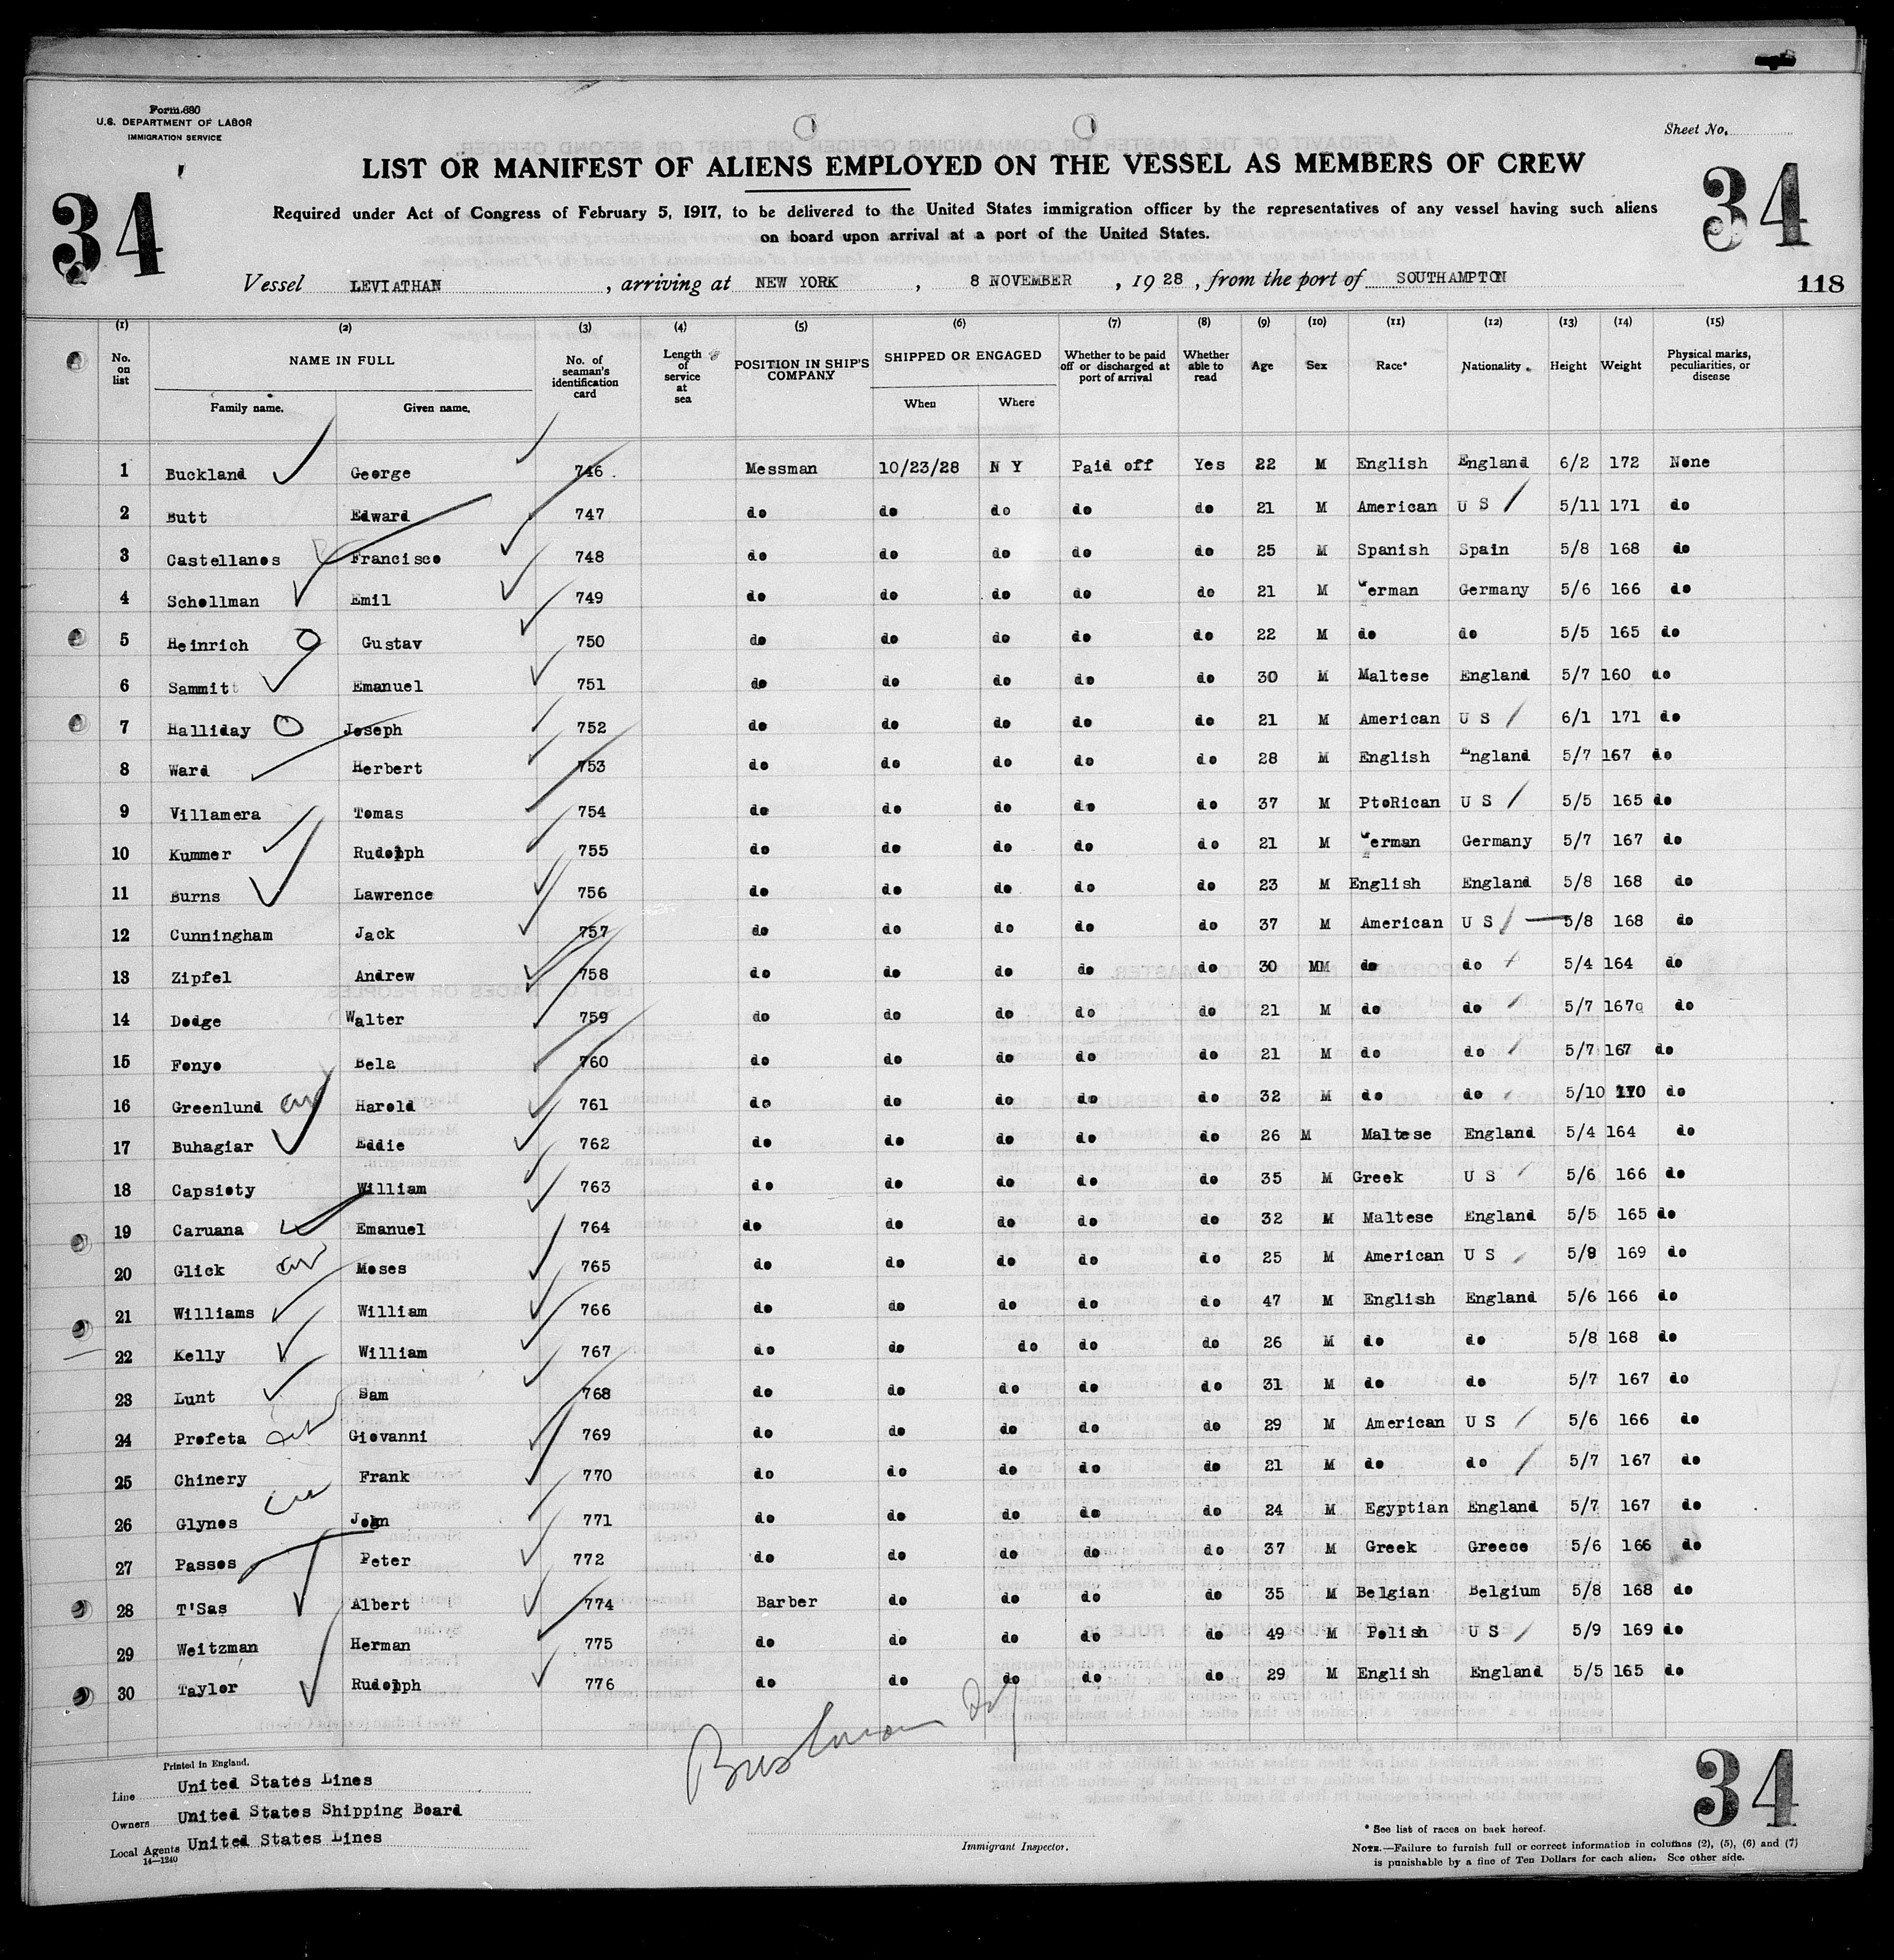 Form 680
U.S. DEPARTMENT OF LABOR
IMMIGRATION SERVICE
Sheet No.
LIST OR MANIFEST OF ALIENS EMPLOYED ON THE VESSEL AS MEMBERS OF CREW
34
34
Required under Act of Congress of February 5, 1917, to be delivered to the United States immigration officer by the representatives of any vessel having such aliens
on board upon arrival at a port of the United States.
Vessel LEVIATHAN, arriving at NEW YORK, 8 NOVEMBER, 1928, from the port of SOUTHAMPTON
118
(1) (2) (3) (4) (5) (6) (7) (8) (9) (10) (11) (12) (13) (14) (15)
No. on list NAME IN FULL Family name. Given name. No. of seaman's identification card Length of service at sea POSITION IN SHIP'S COMPANY SHIPPED OR ENGAGED When Where Whether to be paid off or discharged at port of arrival Whether able to read Age Sex Race* Nationality. Height Weight Physical marks, peculiarities, or disease
1 Buckland George 746. Messman 10/23/28 N Y Paid off Yes 22 M English England 6/2 172 None
2 Butt Edward 747 do do do do do 21 M American U S 5/11 171 do
3 Castellanos Francisco 748 do do do do do 25 M Spanish Spain 5/8 168 do
4 Schollman Emil 749 do do do do do 21 M German Germany 5/6 166 do
5 Heinrich Gustav 750 do do do do do 22 M do do 5/5 165 do
6 Sammitt Emanuel 751 do do do do do 30 M Maltese England 5/7 160 do
7 Halliday Joseph 752 do do do do do 21 M American U S 6/1 171 do
8 Ward Herbert 753 do do do do do 28 M English England 5/7 167 do
9 Villamera Tomas 754 do do do do do 37 M PtoRican U S 5/5 165 do
10 Kummer Rudolph 755 do do do do do 21 M German Germany 5/7 167 do
11 Burns Lawrence 756 do do do do do 23 M English England 5/8 168 do
12 Cunningham Jack 757 do do do do do 37 M American U S 5/8 168 do
13 Zipfel Andrew 758 do do do do do 30 MM do do 5/4 164 do
14 Dodge Walter 759 do do do do do 21 M do do 5/7 167 do
15 Fonyo Bela 760 do do do do do 21 M do do 5/7 167 do
16 Greenlund Harold 761 do do do do do 32 M do do 5/10 170 do
17 Buhagiar Eddie 762 do do do do do 26 M Maltese England 5/4 164 do
18 Capsioty William 763 do do do do do 35 M Greek U S 5/6 166 do
19 Caruana Emanuel 764 do do do do do 32 M Maltese England 5/5 165 do
20 Glick Moses 765 do do do do do 25 M American U S 5/9 169 do
21 Williams William 766 do do do do do 47 M English England 5/6 166 do
22 Kelly William 767 do do do do do 26 M do do 5/8 168 do
23 Lunt Sam 768 do do do do do 31 M do do 5/7 167 do
24 Profeta Giovanni 769 do do do do do 29 M American U S 5/6 166 do
25 Chinery Frank 770 do do do do do 21 M do do 5/7 167 do
26 Glynos John 771 do do do do do 24 M Egyptian England 5/7 167 do
27 Passos Peter 772 do do do do do 37 M Greek Greece 5/6 166 do
28 T'Sas Albert 774 Barber do do do do 35 M Belgian Belgium 5/8 168 do
29 Weitzman Herman 775 do do do do do 49 M Polish U S 5/9 169 do
30 Taylor Rudolph 776 do do do do do 29 M English England 5/5 165 do
Printed in England.
Line United States Lines
Owners United States Shipping Board
Local Agents United States Lines
14—1240
Immigrant Inspector.
34
* See list of races on back hereof.
NOTE.—Failure to furnish full or correct information in columns (2), (5), (6) and (7)
is punishable by a fine of Ten Dollars for each alien. See other side.